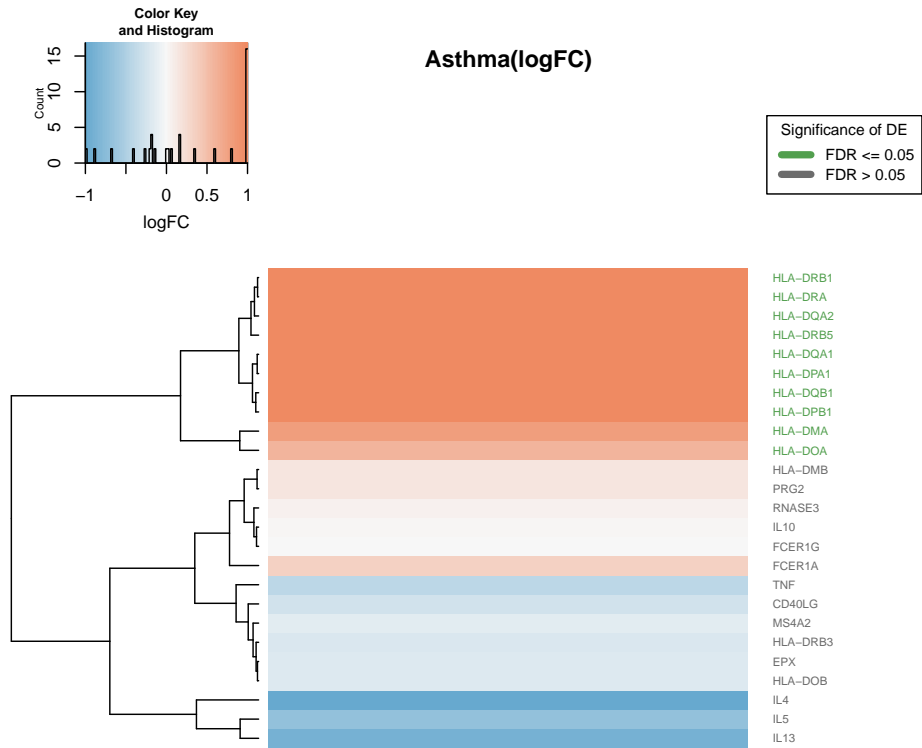 Color Key
and Histogram
Count
0
5
10
15
−1
0
0.5
1
logFC
Asthma(logFC)
Significance of DE
FDR <= 0.05
FDR > 0.05
HLA−DRB1
HLA−DRA
HLA−DQA2
HLA−DRB5
HLA−DQA1
HLA−DPA1
HLA−DQB1
HLA−DPB1
HLA−DMA
HLA−DOA
HLA−DMB
PRG2
RNASE3
IL10
FCER1G
FCER1A
TNF
CD40LG
MS4A2
HLA−DRB3
EPX
HLA−DOB
IL4
IL5
IL13